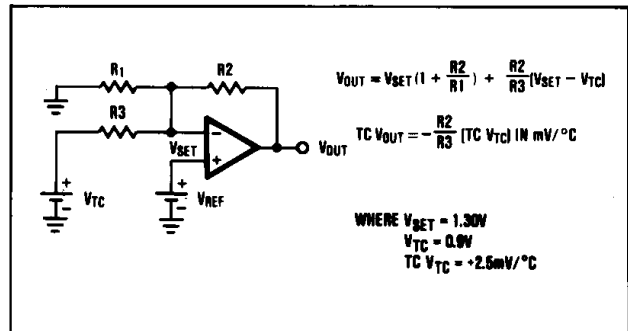 R1
R2
R3
VSET
−
+
VOUT
+
−
VTC
+
−
VREF
VOUT = VSET(1 + R2/R1) + R2/R3 (VSET − VTC)
TC VOUT = − R2/R3 (TC VTC) IN mV/°C
WHERE VSET = 1.30V
VTC = 0.9V
TC VTC = +2.5mV/°C